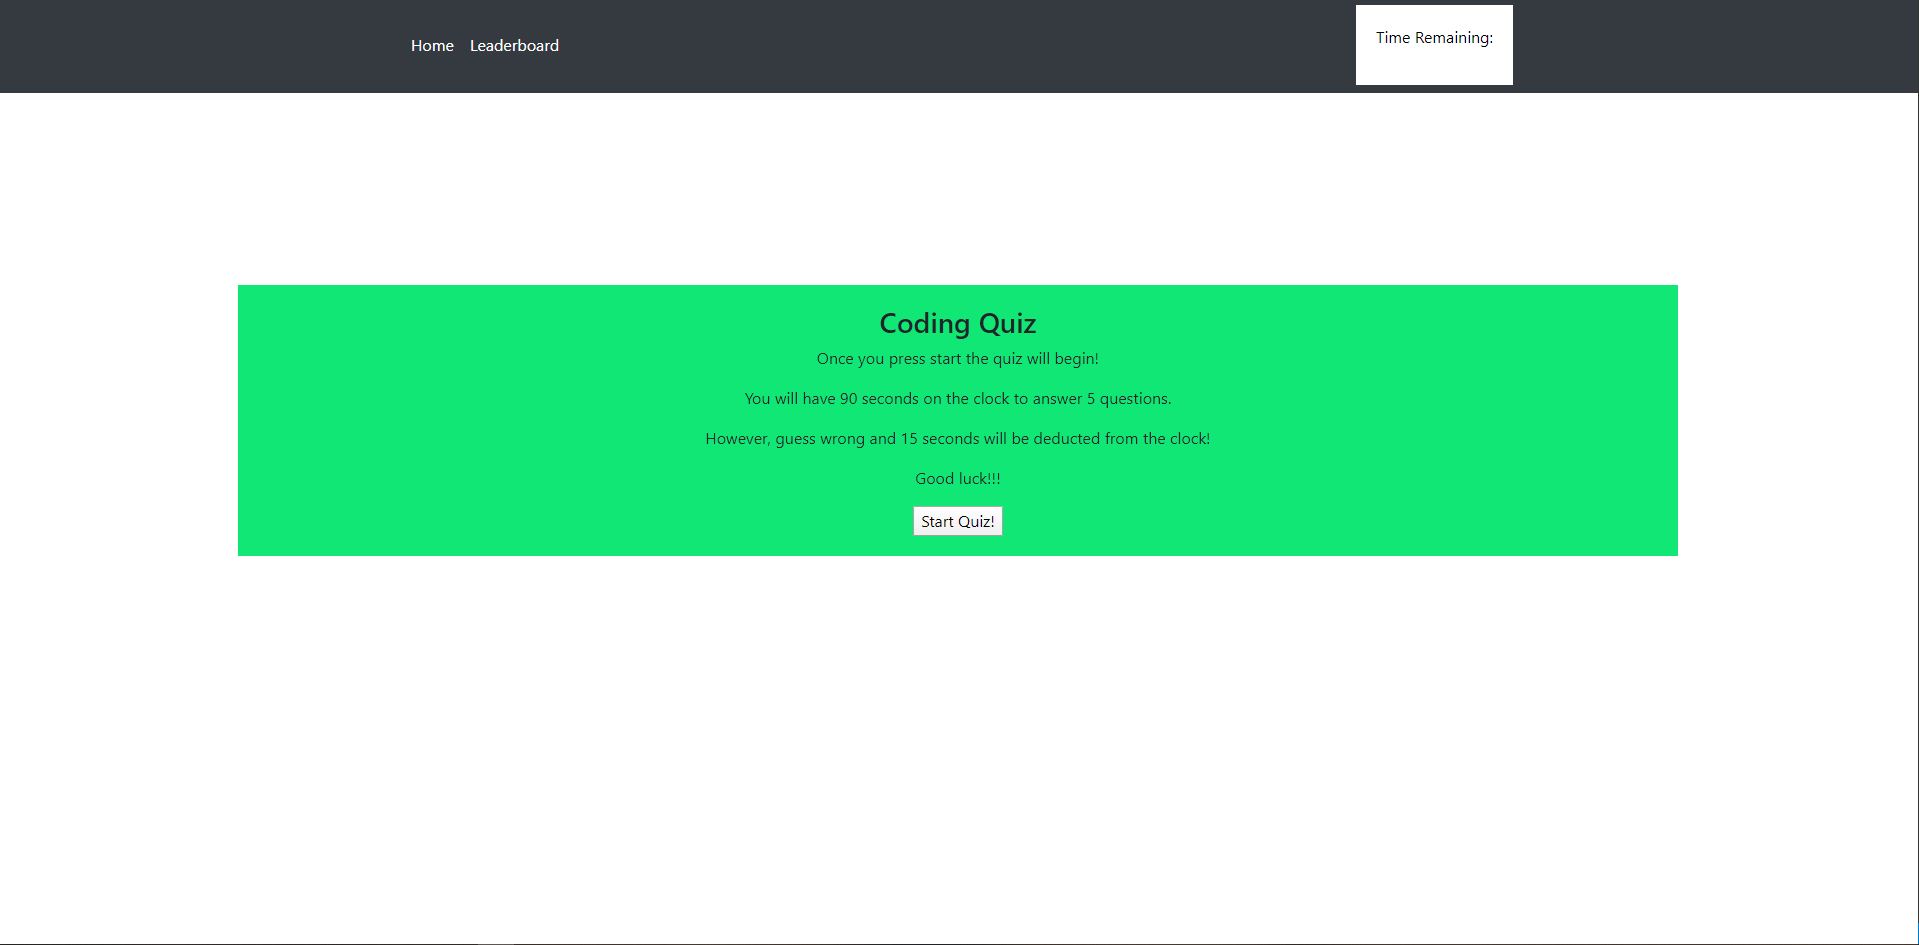 Home Leaderboard
Time Remaining:
Coding Quiz
Once you press start the quiz will begin!
You will have 90 seconds on the clock to answer 5 questions.
However, guess wrong and 15 seconds will be deducted from the clock!
Good luck!!!
Start Quiz!